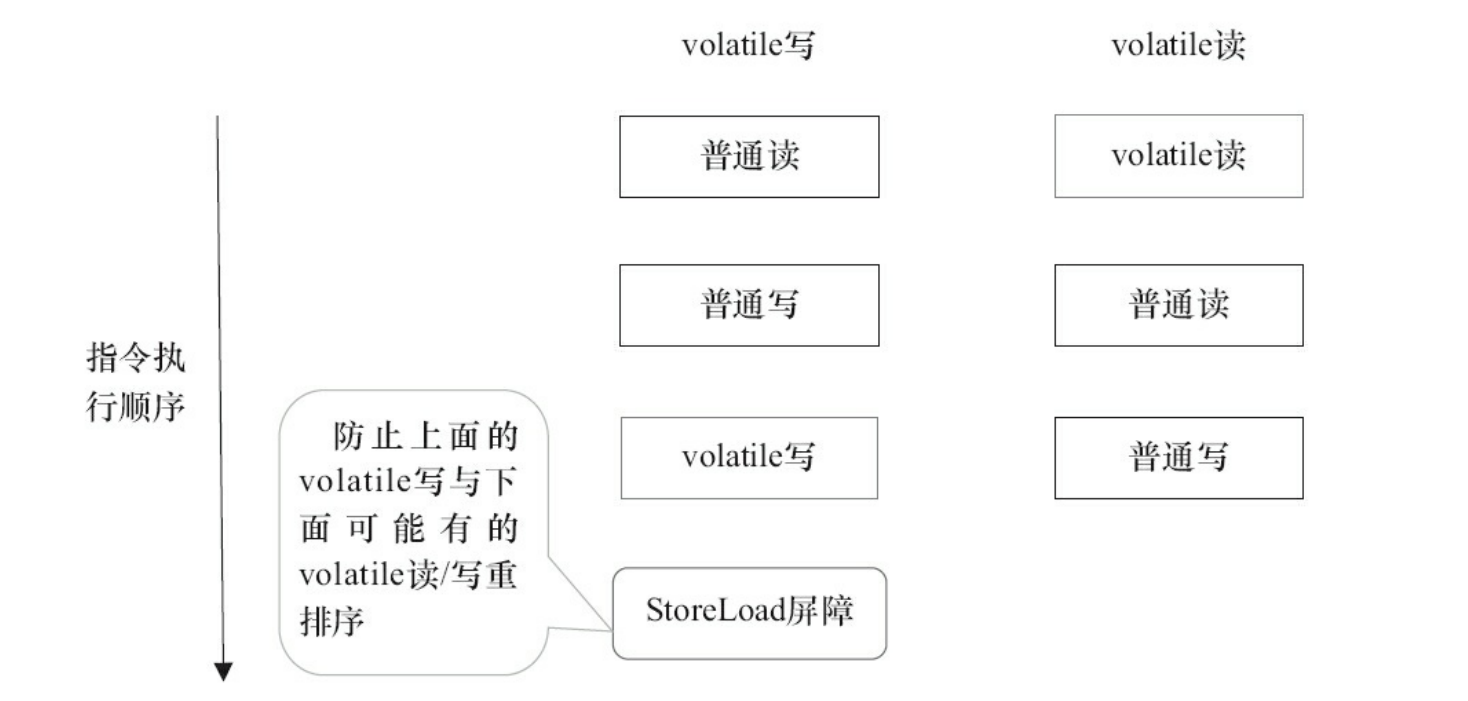 volatile写
volatile读
普通读
volatile读
普通写
普通读
指令执
行顺序
防止上面的
volatile写与下
面可能有的
volatile读/写重
排序
volatile写
普通写
StoreLoad屏障